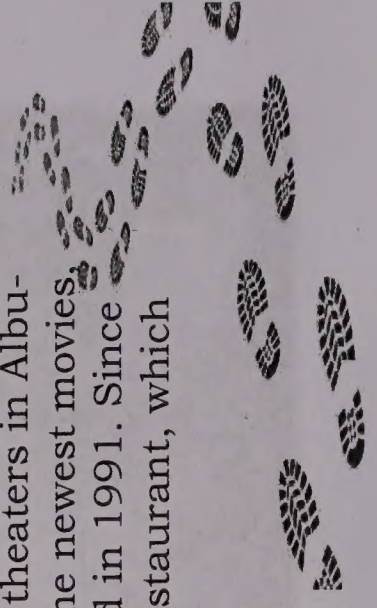 theaters in Albu-
newest movies,
in 1991. Since
which